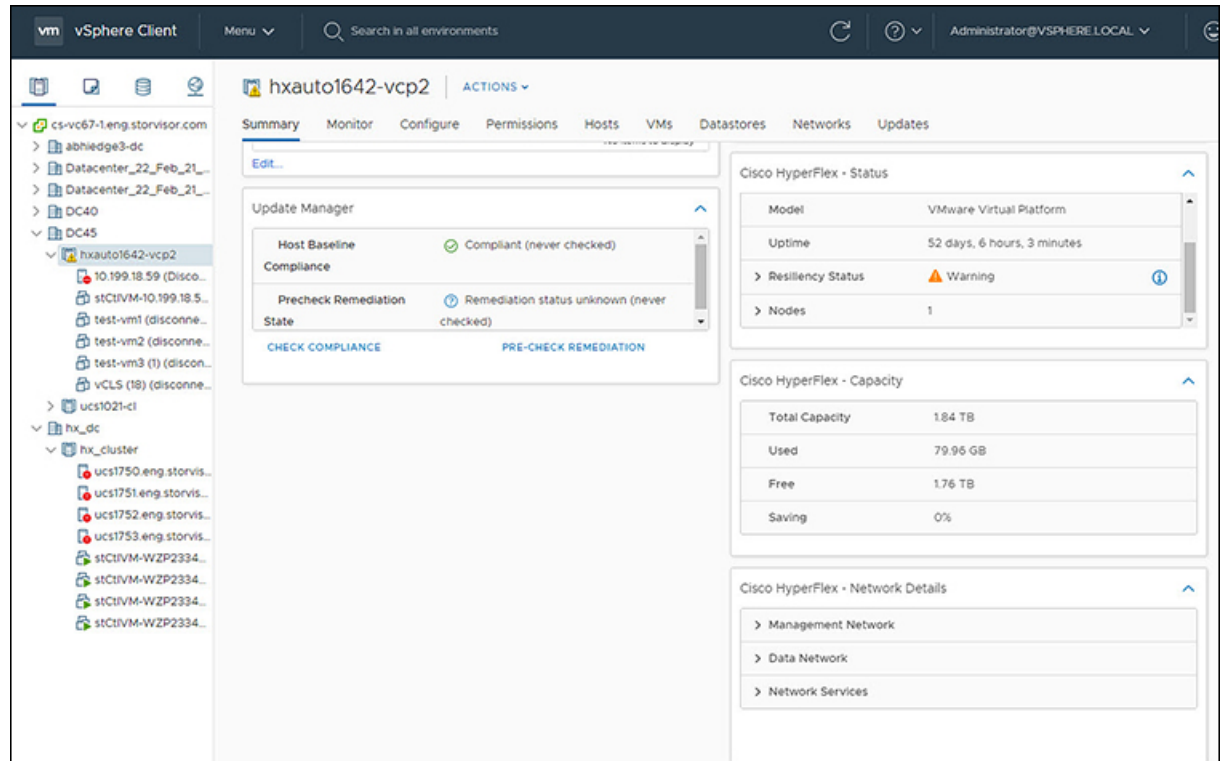 vm vSphere Client Menu Search in all environments Administrator@VSPHERE.LOCAL
cs-vc67-1.eng.storvisor.com
abhiedge3-dc
Datacenter_22_Feb_21_...
Datacenter_22_Feb_21_...
DC40
DC45
hxauto1642-vcp2
10.199.18.59 (Disco...
stCtlVM-10.199.18.5...
test-vm1 (disconne...
test-vm2 (disconne...
test-vm3 (1) (discon...
vCLS (18) (disconne...
ucs1021-cl
hx_dc
hx_cluster
ucs1750.eng.storvis...
ucs1751.eng.storvis...
ucs1752.eng.storvis...
ucs1753.eng.storvis...
stCtlVM-WZP2334...
stCtlVM-WZP2334...
stCtlVM-WZP2334...
stCtlVM-WZP2334...
hxauto1642-vcp2 ACTIONS
Summary Monitor Configure Permissions Hosts VMs Datastores Networks Updates
No items to display
Edit...
Update Manager
Host Baseline Compliance
Compliant (never checked)
Precheck Remediation State
Remediation status unknown (never checked)
CHECK COMPLIANCE PRE-CHECK REMEDIATION
Cisco HyperFlex - Status
Model VMware Virtual Platform
Uptime 52 days, 6 hours, 3 minutes
Resiliency Status Warning
Nodes 1
Cisco HyperFlex - Capacity
Total Capacity 1.84 TB
Used 79.96 GB
Free 1.76 TB
Saving 0%
Cisco HyperFlex - Network Details
Management Network
Data Network
Network Services